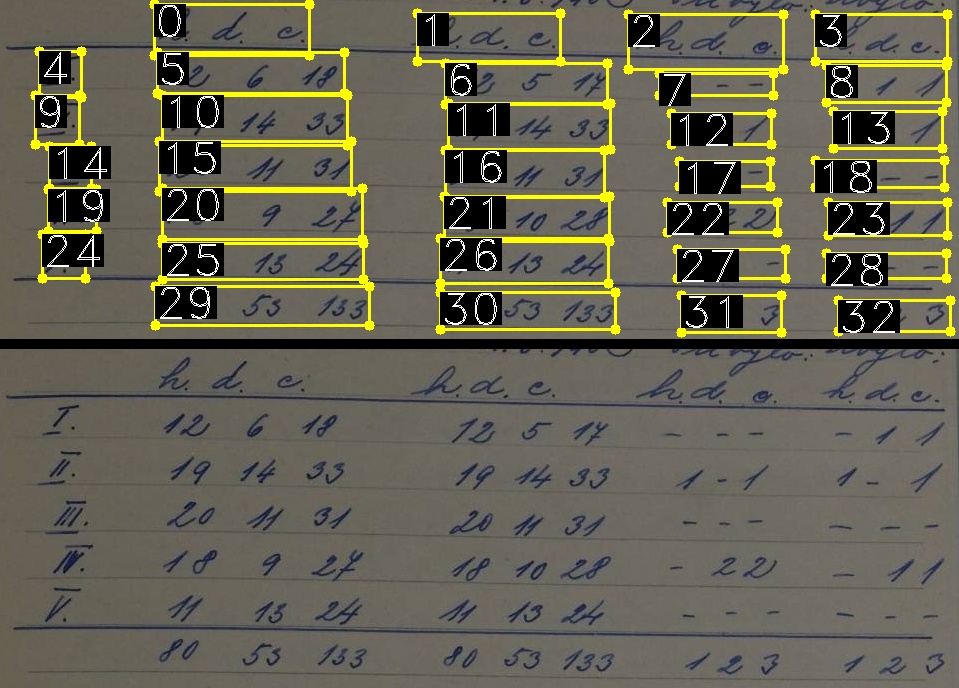 h. d. c. h. d. c. h. d. c. h. d. c.
I. 12 6 18 12 5 17 - - - - 1 1
II. 19 14 33 19 14 33 1 - 1 1 - 1
III. 20 11 31 20 11 31 - - - - - -
IV. 18 9 27 18 10 28 - 2 2 - 1 1
V. 11 13 24 11 13 24 - - - - - -
80 53 133 80 53 133 1 2 3 1 2 3